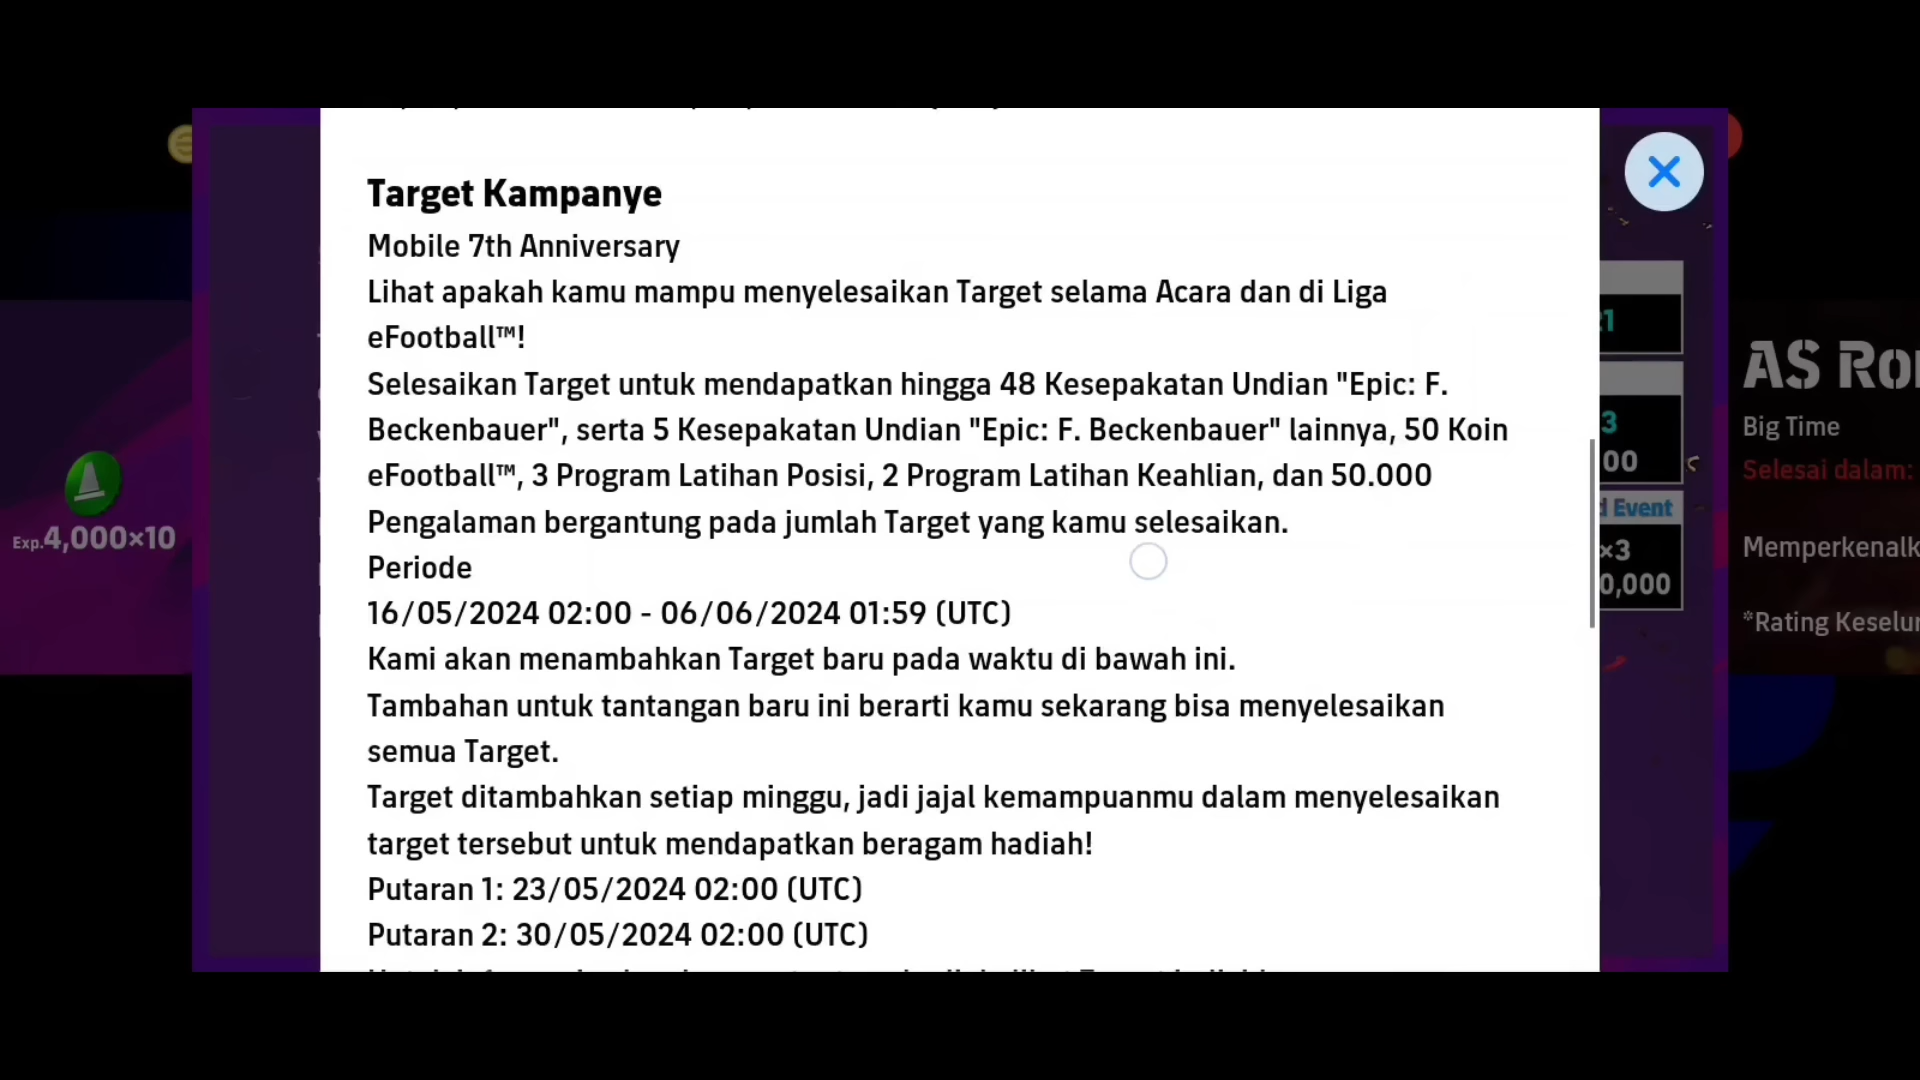 Target Kampanye
Mobile 7th Anniversary
Lihat apakah kamu mampu menyelesaikan Target selama Acara dan di Liga
eFootball™!
Selesaikan Target untuk mendapatkan hingga 48 Kesepakatan Undian "Epic: F.
Beckenbauer", serta 5 Kesepakatan Undian "Epic: F. Beckenbauer" lainnya, 50 Koin
eFootball™, 3 Program Latihan Posisi, 2 Program Latihan Keahlian, dan 50.000
Pengalaman bergantung pada jumlah Target yang kamu selesaikan.
Periode
16/05/2024 02:00 - 06/06/2024 01:59 (UTC)
Kami akan menambahkan Target baru pada waktu di bawah ini.
Tambahan untuk tantangan baru ini berarti kamu sekarang bisa menyelesaikan
semua Target.
Target ditambahkan setiap minggu, jadi jajal kemampuanmu dalam menyelesaikan
target tersebut untuk mendapatkan beragam hadiah!
Putaran 1: 23/05/2024 02:00 (UTC)
Putaran 2: 30/05/2024 02:00 (UTC)
Exp.4,000×10
1
3
00
Event
×3
0,000
AS Ro
Big Time
Selesai dalam:
Memperkenalk
*Rating Keselur